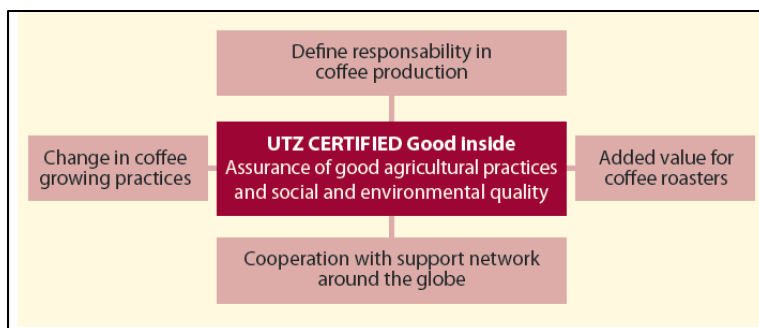 Define responsability in
coffee production
UTZ CERTIFIED Good Inside
Assurance of good agricultural practices
and social and environmental quality
Change in coffee
growing practices
Added value for
coffee roasters
Cooperation with support network
around the globe